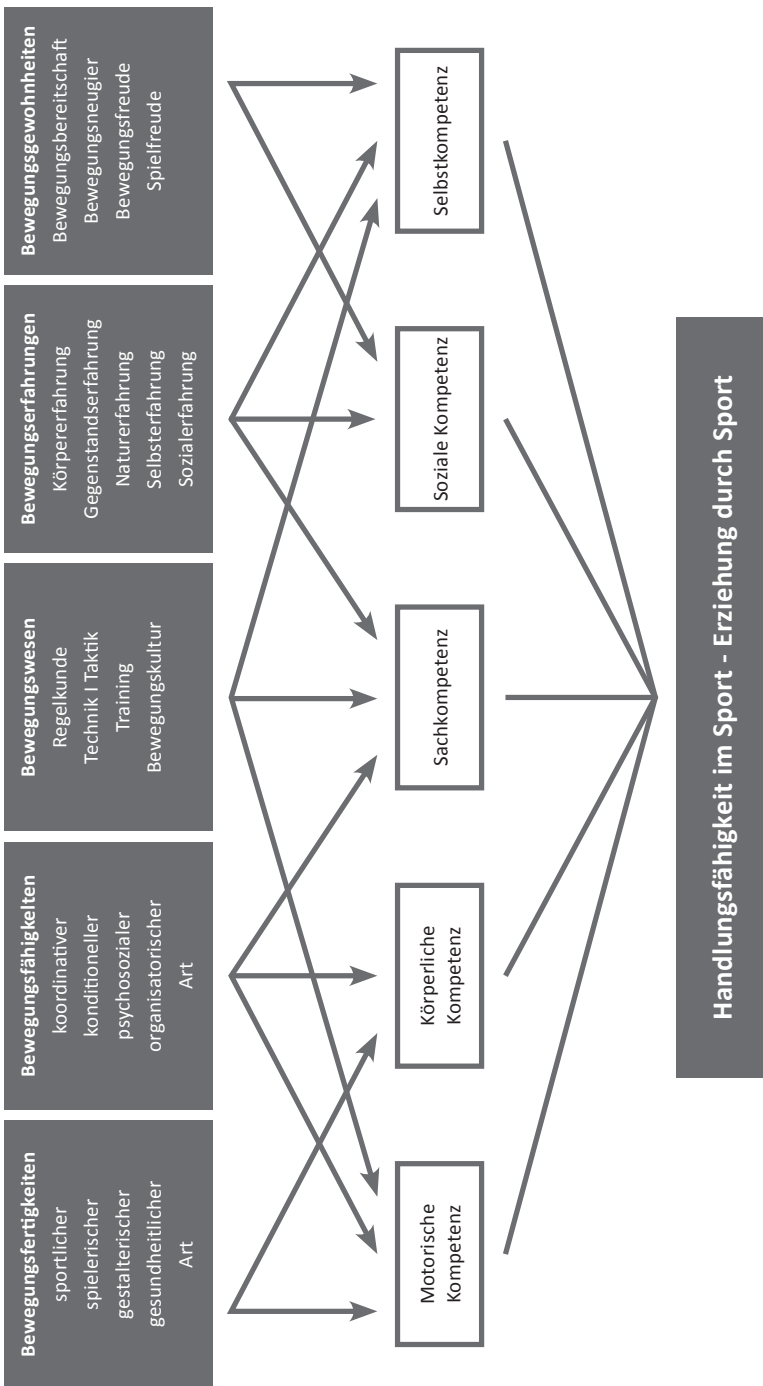 Bewegungsfertigkeiten
sportlicher
spielerischer
gestalterischer
gesundheitlicher
Art
Bewegungsfähigkelten
koordinativer
konditioneller
psychosozialer
organisatorischer
Art
Bewegungswesen
Regelkunde
Technik I Taktik
Training
Bewegungskultur
Bewegungserfahrungen
Körpererfahrung
Gegenstandserfahrung
Naturerfahrung
Selbsterfahrung
Sozialerfahrung
Bewegungsgewohnheiten
Bewegungsbereitschaft
Bewegungsneugier
Bewegungsfreude
Spielfreude
Motorische
Kompetenz
Körperliche
Kompetenz
Sachkompetenz
Soziale Kompetenz
Selbstkompetenz
Handlungsfähigkeit im Sport - Erziehung durch Sport